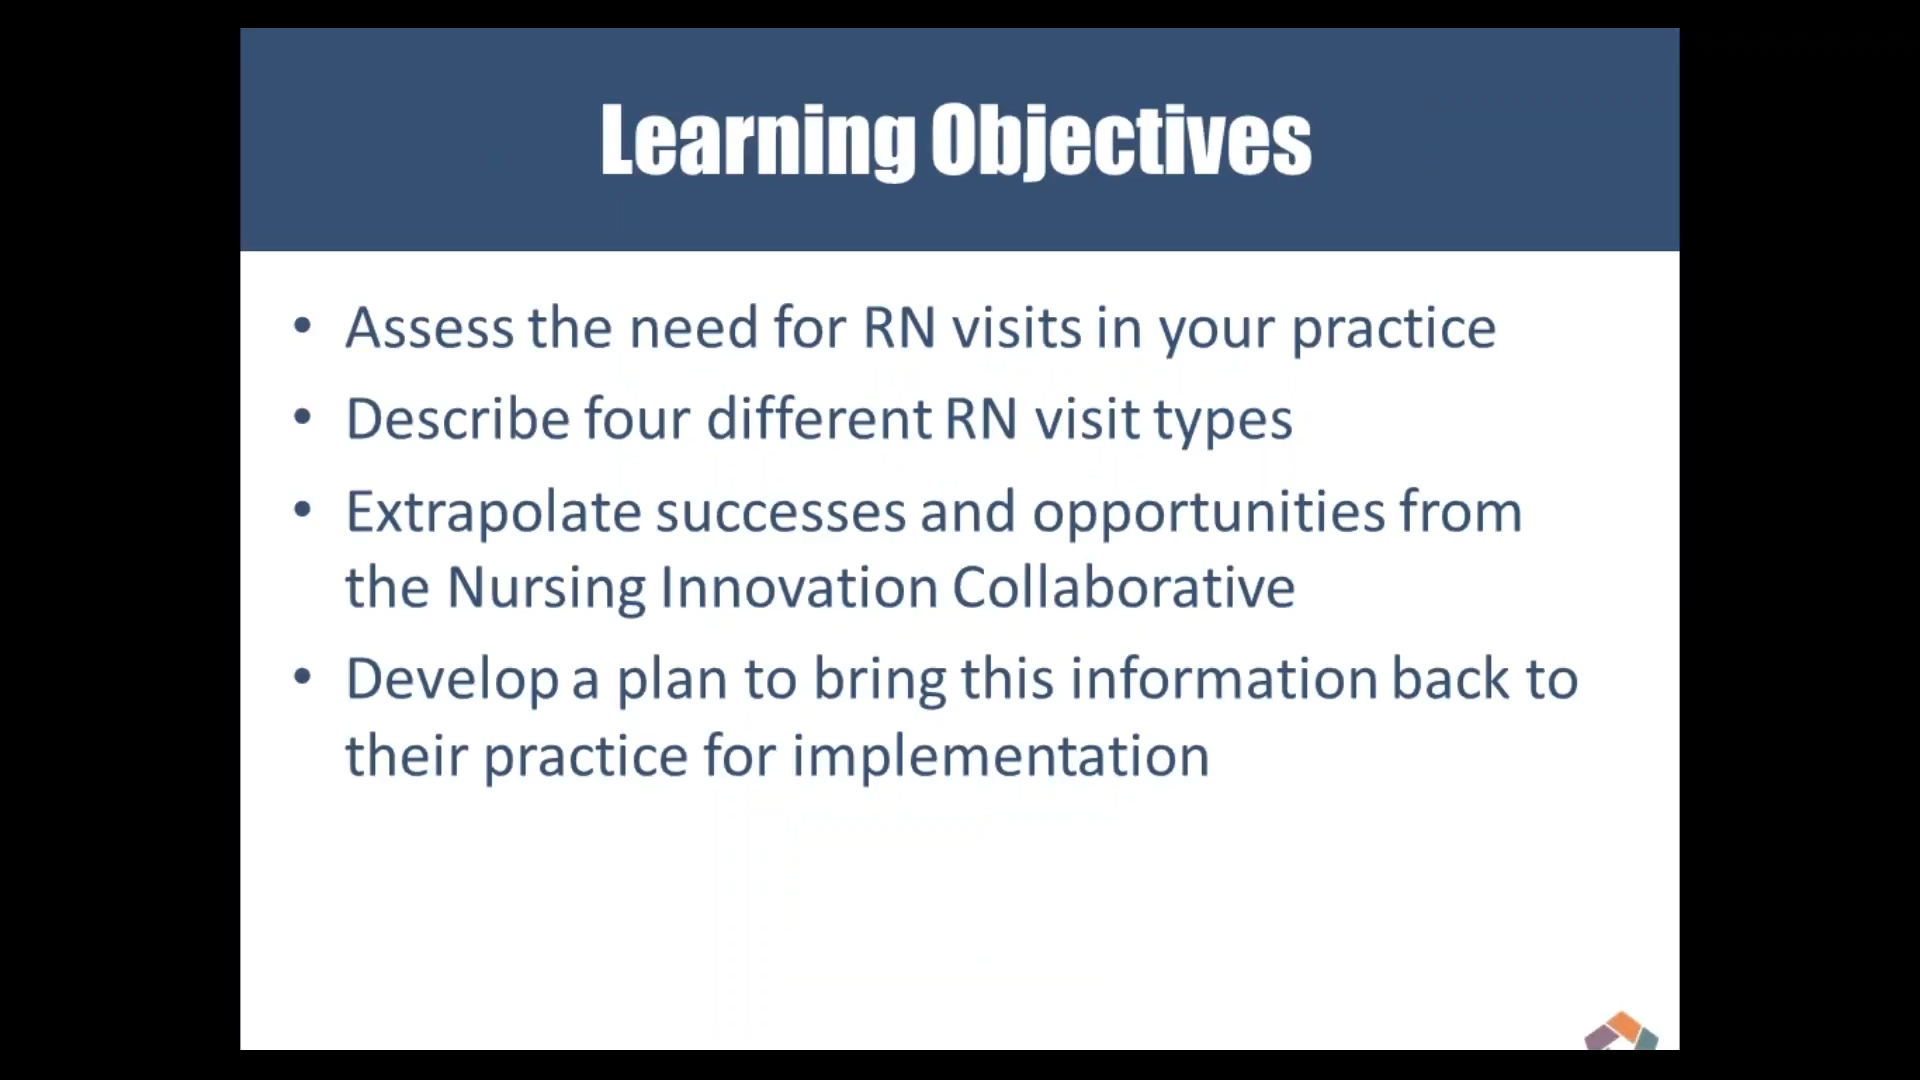 Learning Objectives
• Assess the need for RN visits in your practice
• Describe four different RN visit types
• Extrapolate successes and opportunities from
the Nursing Innovation Collaborative
• Develop a plan to bring this information back to
their practice for implementation